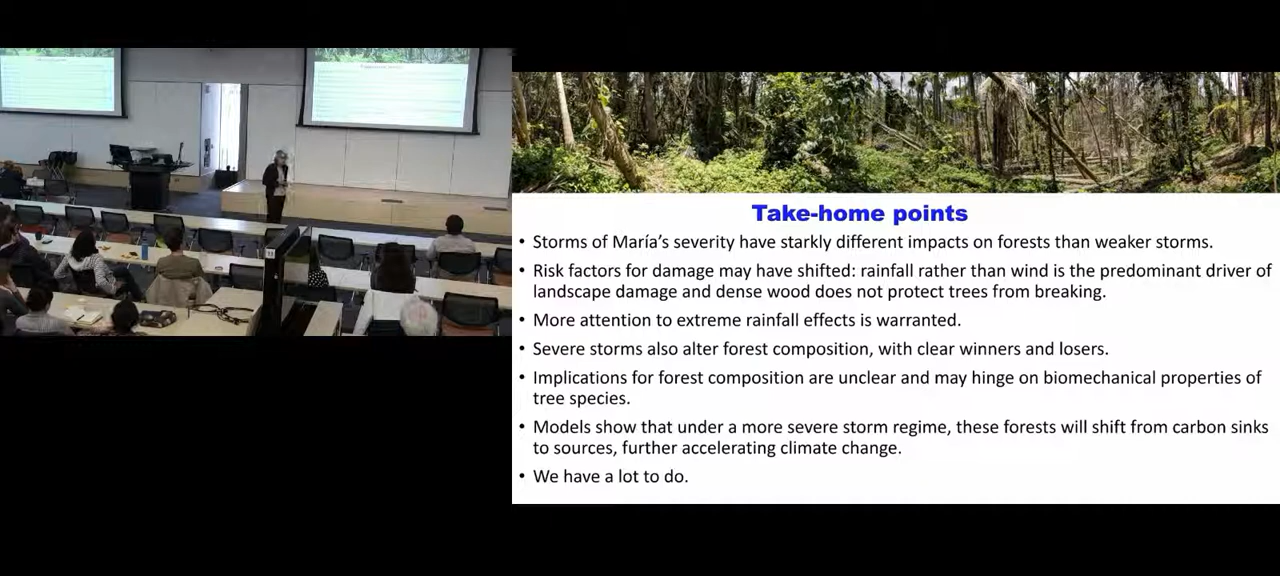 Take-home points
• Storms of María's severity have starkly different impacts on forests than weaker storms.
• Risk factors for damage may have shifted: rainfall rather than wind is the predominant driver of
landscape damage and dense wood does not protect trees from breaking.
• More attention to extreme rainfall effects is warranted.
• Severe storms also alter forest composition, with clear winners and losers.
• Implications for forest composition are unclear and may hinge on biomechanical properties of
tree species.
• Models show that under a more severe storm regime, these forests will shift from carbon sinks
to sources, further accelerating climate change.
• We have a lot to do.